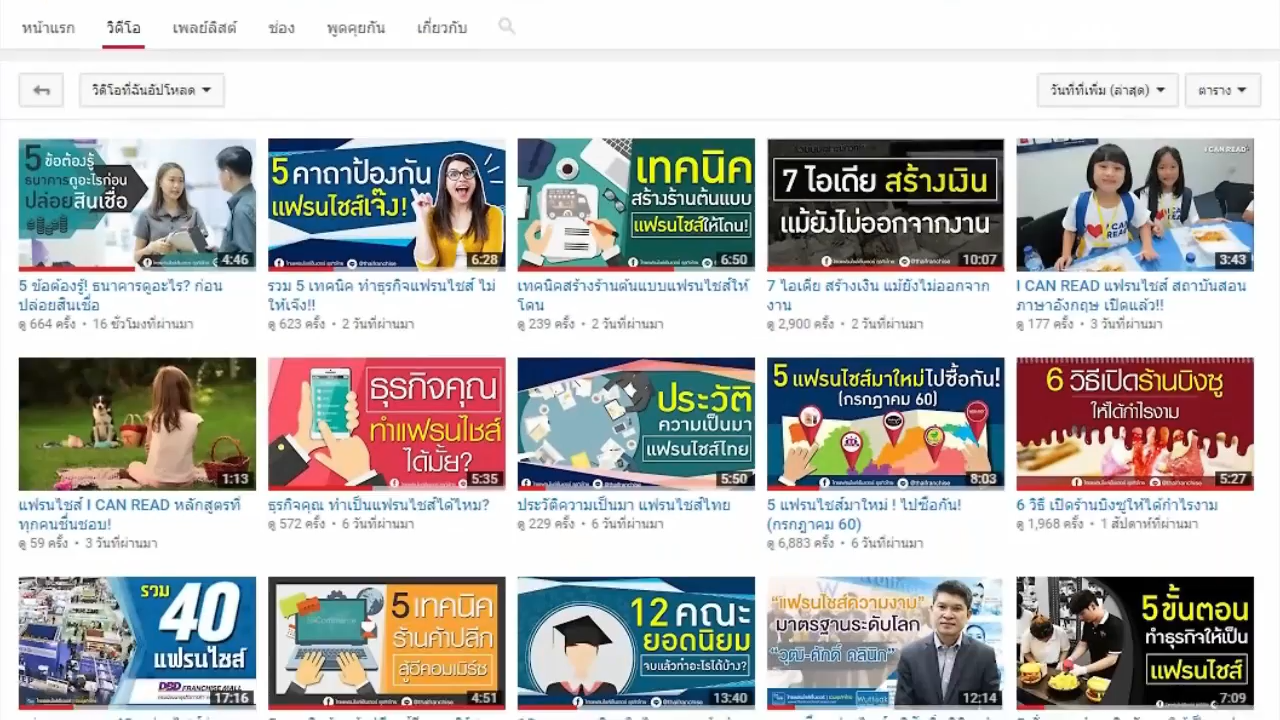 หน้าแรก วิดีโอ เพลย์ลิสต์ ช่อง พูดคุยกัน เกี่ยวกับ
วิดีโอที่ฉันอัปโหลด วันที่ที่เพิ่ม (ล่าสุด) ตาราง
5 ข้อต้องรู้
ธนาคารดูอะไรก่อน
ปล่อยสินเชื่อ
4:46
5 คาถาป้องกัน
แฟรนไชส์เจ๊ง!
6:28
เทคนิค
สร้างร้านต้นแบบ
แฟรนไชส์ให้โดน!
6:50
7 ไอเดีย สร้างเงิน
แม้ยังไม่ออกจากงาน
10:07
I CAN READ
I CAN READ
3:43
5 ข้อต้องรู้! ธนาคารดูอะไร? ก่อน
ปล่อยสินเชื่อ
ดู 664 ครั้ง • 16 ชั่วโมงที่ผ่านมา
รวม 5 เทคนิค ทำธุรกิจแฟรนไชส์ ไม่
ให้เจ๊ง!!
ดู 623 ครั้ง • 2 วันที่ผ่านมา
เทคนิคสร้างร้านต้นแบบแฟรนไชส์ให้
โดน
ดู 239 ครั้ง • 2 วันที่ผ่านมา
7 ไอเดีย สร้างเงิน แม้ยังไม่ออกจาก
งาน
ดู 2,900 ครั้ง • 2 วันที่ผ่านมา
I CAN READ แฟรนไชส์ สถาบันสอน
ภาษาอังกฤษ เปิดแล้ว!!
ดู 177 ครั้ง • 3 วันที่ผ่านมา
1:13
ธุรกิจคุณ
ทำแฟรนไชส์
ได้มั้ย?
5:35
ประวัติ
ความเป็นมา
แฟรนไชส์ไทย
5:50
5 แฟรนไชส์มาใหม่ไปซื้อกัน!
(กรกฎาคม 60)
8:03
6 วิธีเปิดร้านบิงซู
ให้ได้กำไรงาม
5:27
แฟรนไชส์ I CAN READ หลักสูตรที่
ทุกคนชื่นชอบ!
ดู 59 ครั้ง • 3 วันที่ผ่านมา
ธุรกิจคุณ ทำเป็นแฟรนไชส์ได้ไหม?
ดู 572 ครั้ง • 6 วันที่ผ่านมา
ประวัติความเป็นมา แฟรนไชส์ไทย
ดู 229 ครั้ง • 6 วันที่ผ่านมา
5 แฟรนไชส์มาใหม่ ! ไปซื้อกัน!
(กรกฎาคม 60)
ดู 6,883 ครั้ง • 6 วันที่ผ่านมา
6 วิธี เปิดร้านบิงซูให้ได้กำไรงาม
ดู 1,968 ครั้ง • 1 สัปดาห์ที่ผ่านมา
รวม 40
แฟรนไชส์
DBD FRANCHISE MALL
17:16
5 เทคนิค
ร้านค้าปลีก
สู้อีคอมเมิร์ซ
4:51
12 คณะ
ยอดนิยม
จบแล้วทำอะไรได้บ้าง?
13:40
"แฟรนไชส์ความงาม"
มาตรฐานระดับโลก
"วุฒิ-ศักดิ์ คลินิก"
12:14
5 ขั้นตอน
ทำธุรกิจให้เป็น
แฟรนไชส์
7:09